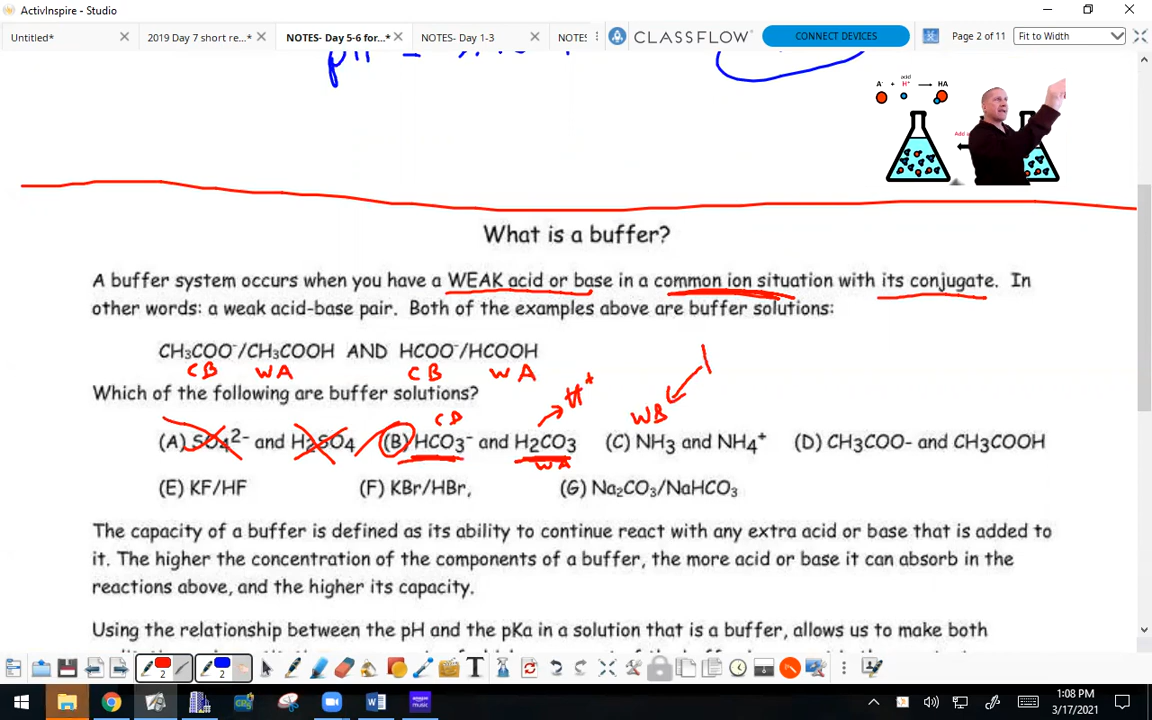 ActivInspire - Studio
Untitled*
2019 Day 7 short re...*
NOTES- Day 5-6 for...*
NOTES- Day 1-3
NOTES
CLASSFLOW
CONNECT DEVICES
Page 2 of 11
Fit to Width
acid
A- + H+ → HA
What is a buffer?
A buffer system occurs when you have a WEAK acid or base in a common ion situation with its conjugate. In
other words: a weak acid-base pair. Both of the examples above are buffer solutions:
CH₃COO⁻/CH₃COOH AND HCOO⁻/HCOOH
CB WA CB WA
Which of the following are buffer solutions?
H+
CB WB
(A) SO₄²⁻ and H₂SO₄ (B) HCO₃⁻ and H₂CO₃ (C) NH₃ and NH₄⁺ (D) CH₃COO- and CH₃COOH
WA
(E) KF/HF (F) KBr/HBr, (G) Na₂CO₃/NaHCO₃
The capacity of a buffer is defined as its ability to continue react with any extra acid or base that is added to
it. The higher the concentration of the components of a buffer, the more acid or base it can absorb in the
reactions above, and the higher its capacity.
Using the relationship between the pH and the pKa in a solution that is a buffer, allows us to make both
2
2
1:08 PM
3/17/2021